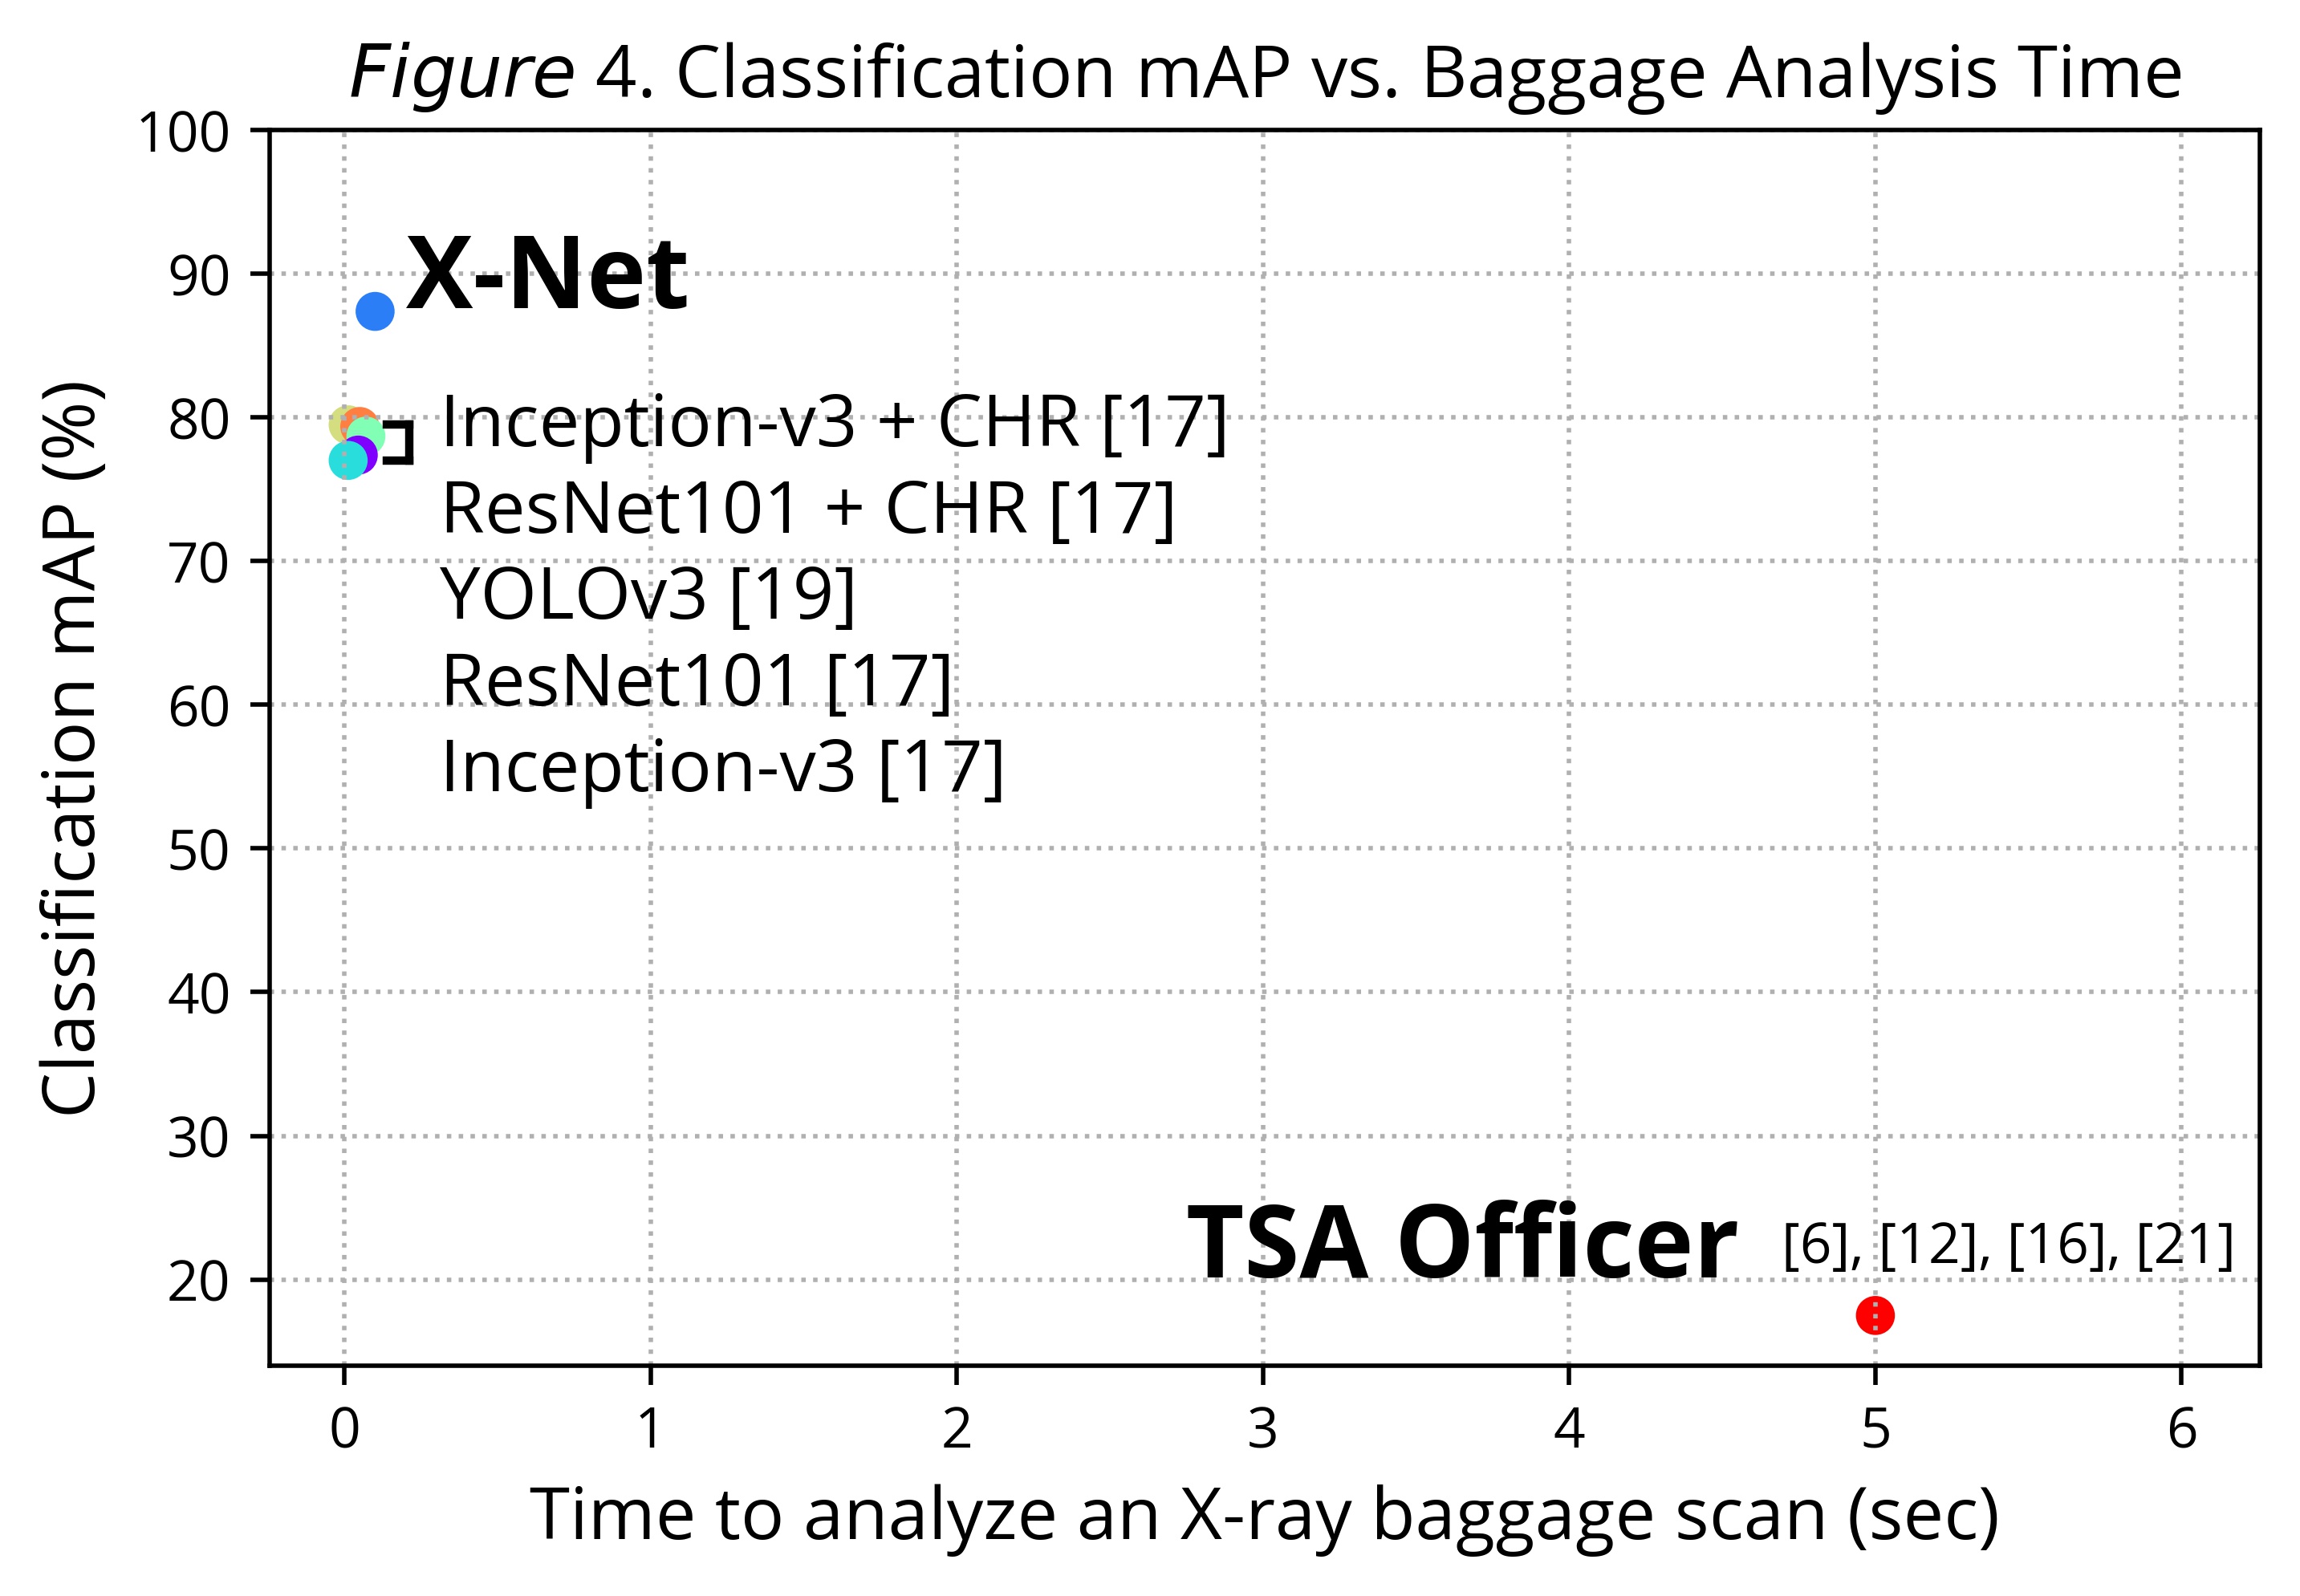 Figure 4. Classification mAP vs. Baggage Analysis Time
Classification mAP (%)
100
90
80
70
60
50
40
30
20
X-Net
Inception-v3 + CHR [17]
ResNet101 + CHR [17]
YOLOv3 [19]
ResNet101 [17]
Inception-v3 [17]
TSA Officer [6], [12], [16], [21]
0 1 2 3 4 5 6
Time to analyze an X-ray baggage scan (sec)